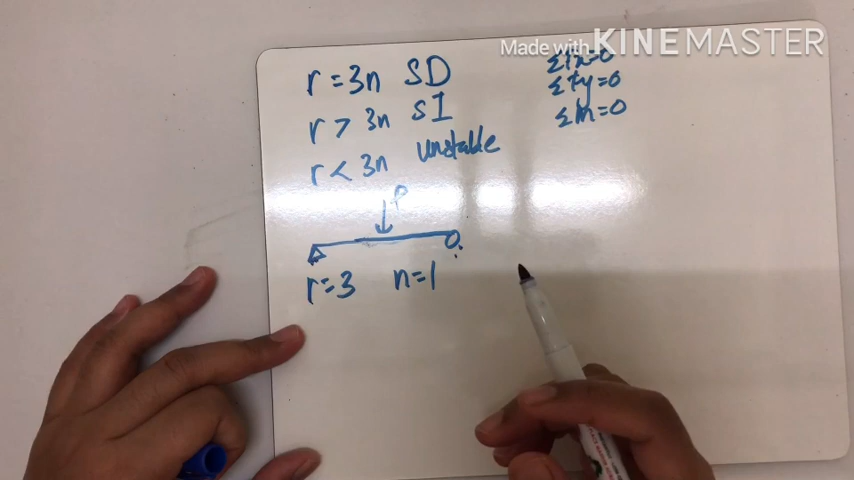 Made with KINEMASTER
r = 3n SD
r > 3n SI
r < 3n unstable
Σfx=0
Σfy=0
Σm=0
P
r=3 n=1